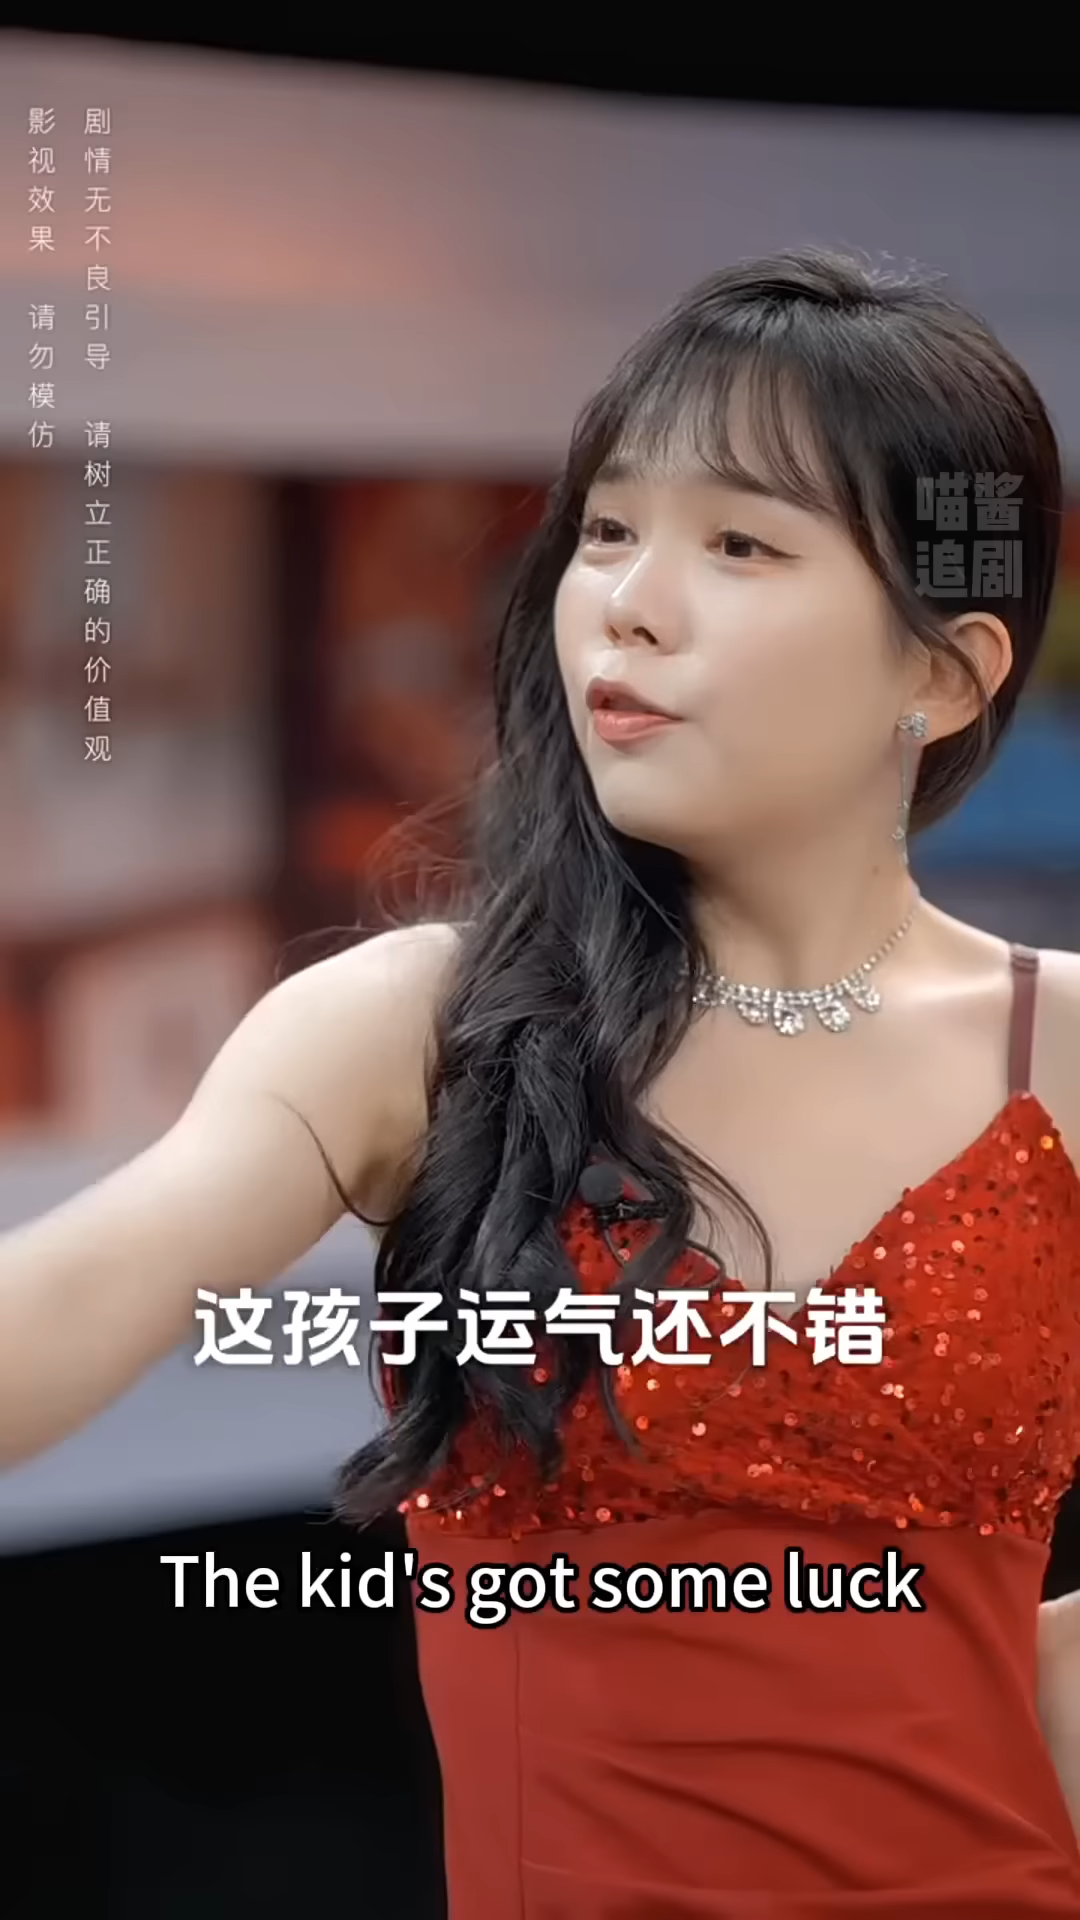 剧情无不良引导 请树立正确的价值观
影视效果 请勿模仿
喵酱
追剧
这孩子运气还不错
The kid's got some luck